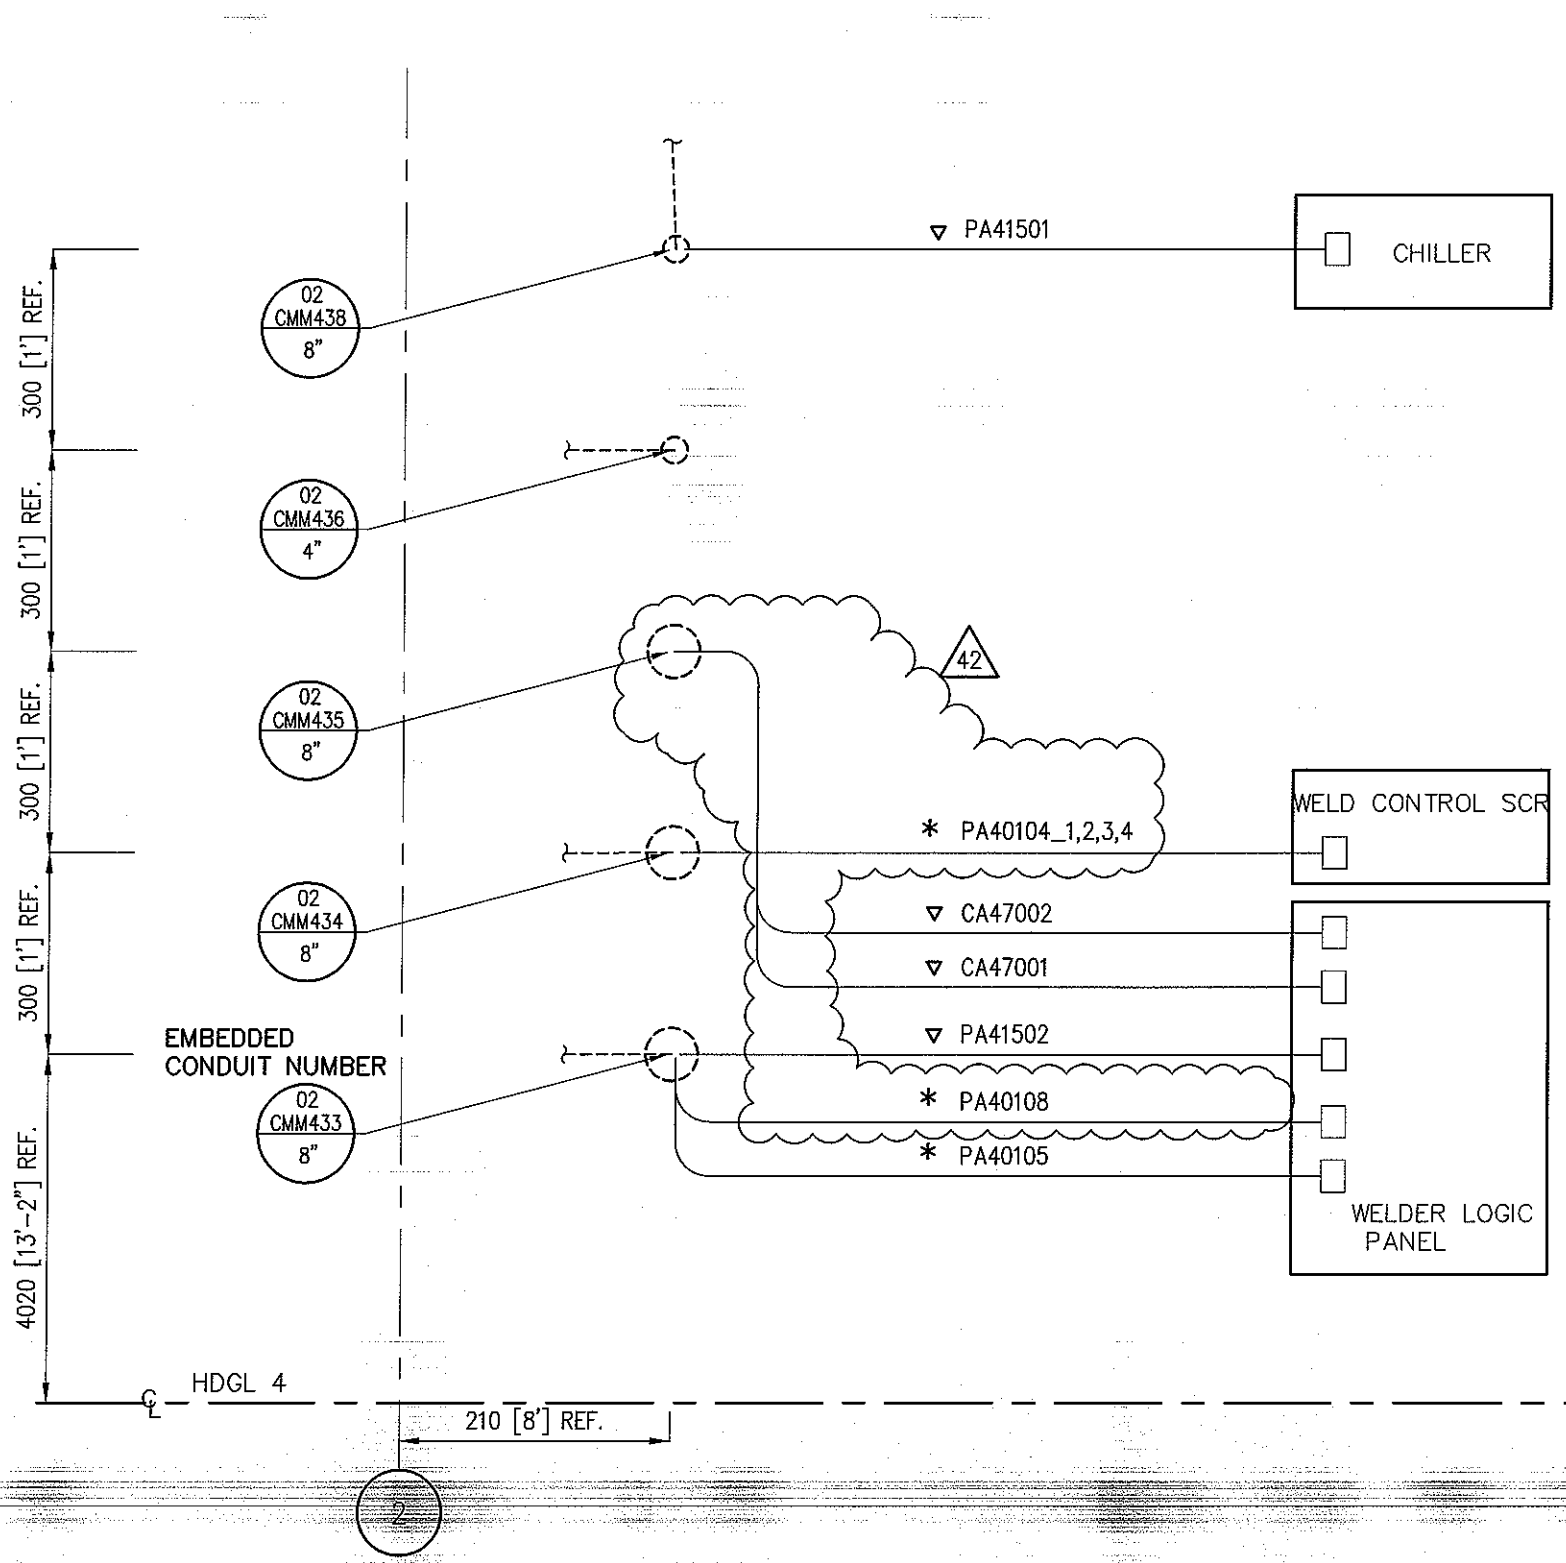 PA41501
CHILLER
300 [1'] REF.
02
CMM438
8"
300 [1'] REF.
02
CMM436
4"
42
300 [1'] REF.
02
CMM435
8"
WELD CONTROL SCR
* PA40104_1,2,3,4
300 [1'] REF.
02
CMM434
8"
CA47002
CA47001
EMBEDDED
CONDUIT NUMBER
PA41502
02
CMM433
8"
* PA40108
* PA40105
WELDER LOGIC
PANEL
4020 [13'-2"] REF.
HDGL 4
210 [8'] REF.
2